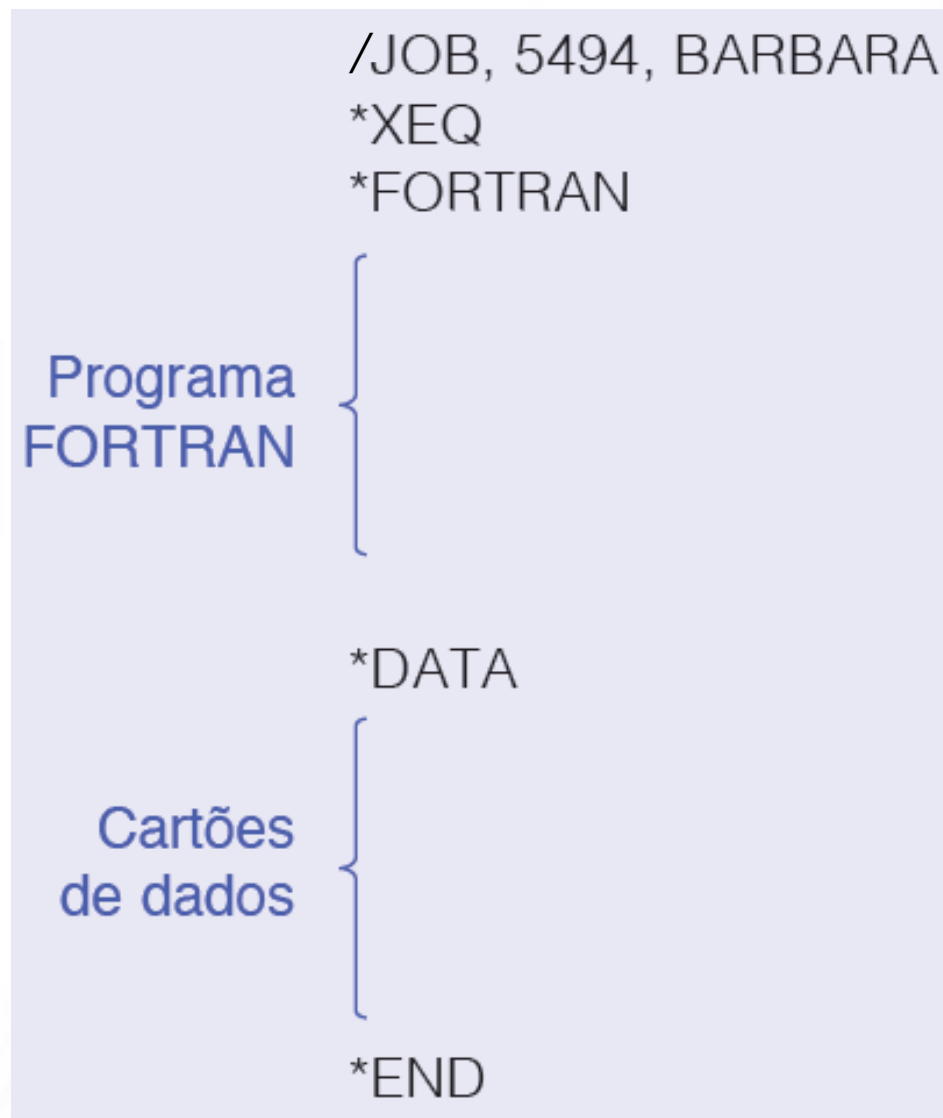 /JOB, 5494, BARBARA
*XEQ
*FORTRAN
Programa
FORTRAN
*DATA
Cartões
de dados
*END